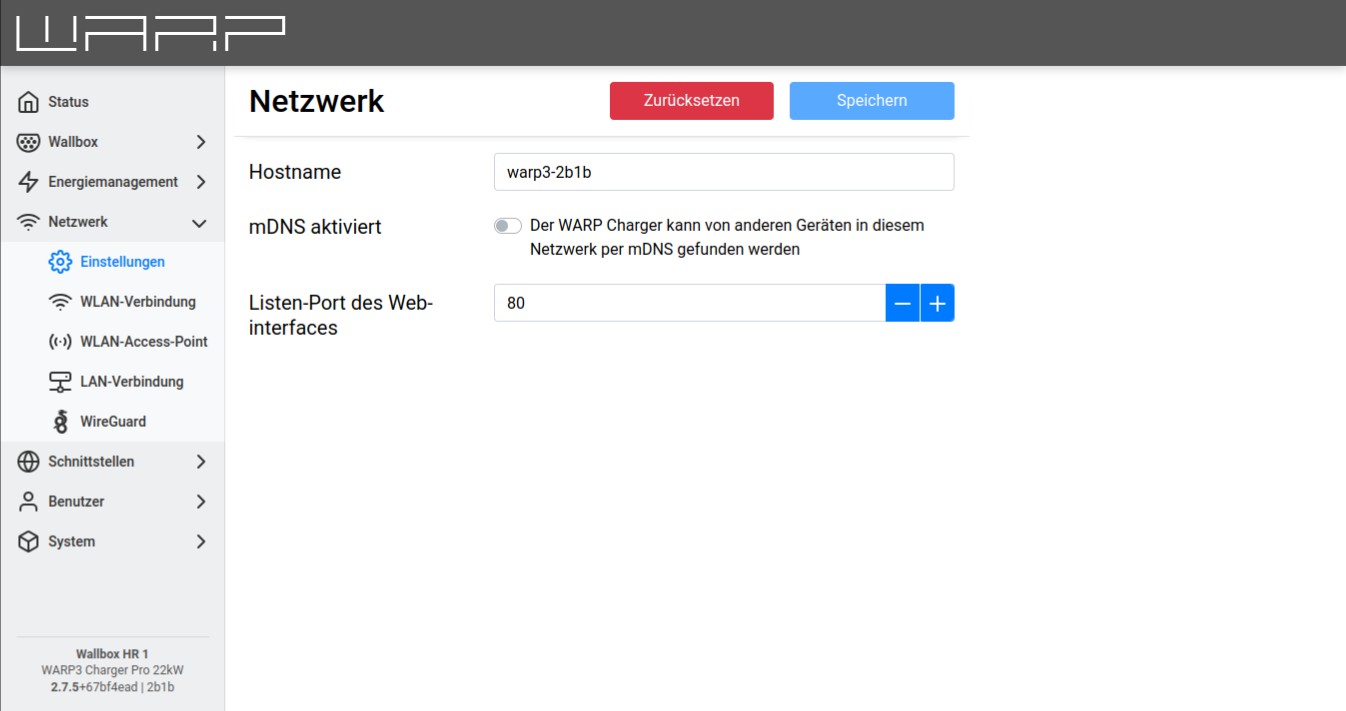 WARP
Status
Wallbox
Energiemanagement
Netzwerk
Einstellungen
WLAN-Verbindung
WLAN-Access-Point
LAN-Verbindung
WireGuard
Schnittstellen
Benutzer
System
Wallbox HR 1
WARP3 Charger Pro 22kW
2.7.5+67bf4ead | 2b1b
Netzwerk
Zurücksetzen
Speichern
Hostname
warp3-2b1b
mDNS aktiviert
Der WARP Charger kann von anderen Geräten in diesem
Netzwerk per mDNS gefunden werden
Listen-Port des Web-
interfaces
80